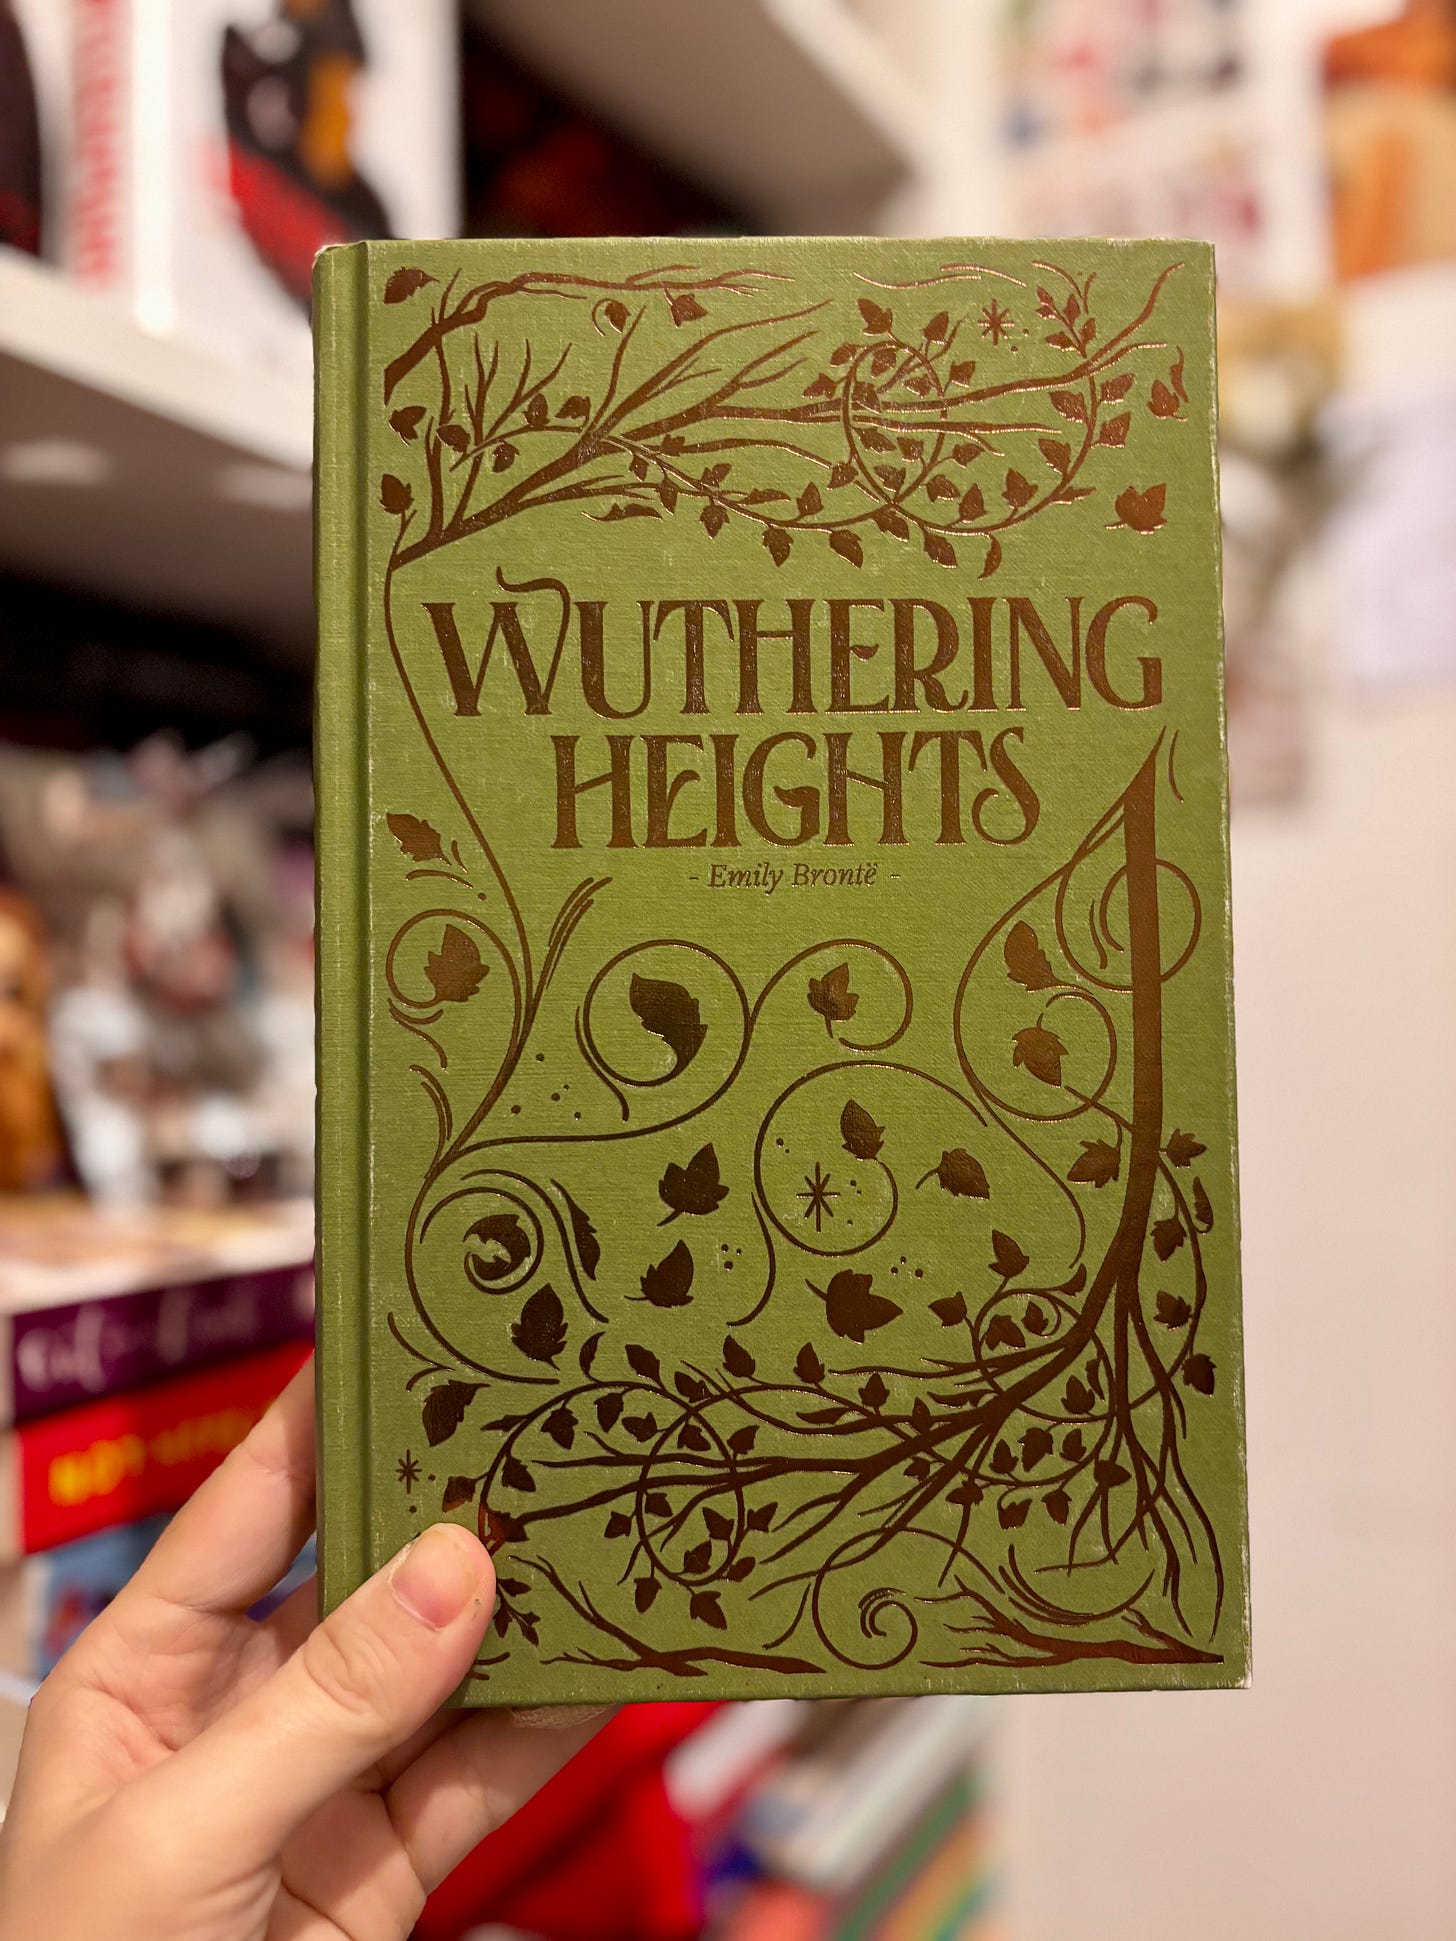 WUTHERING
HEIGHTS
- Emily Brontë -